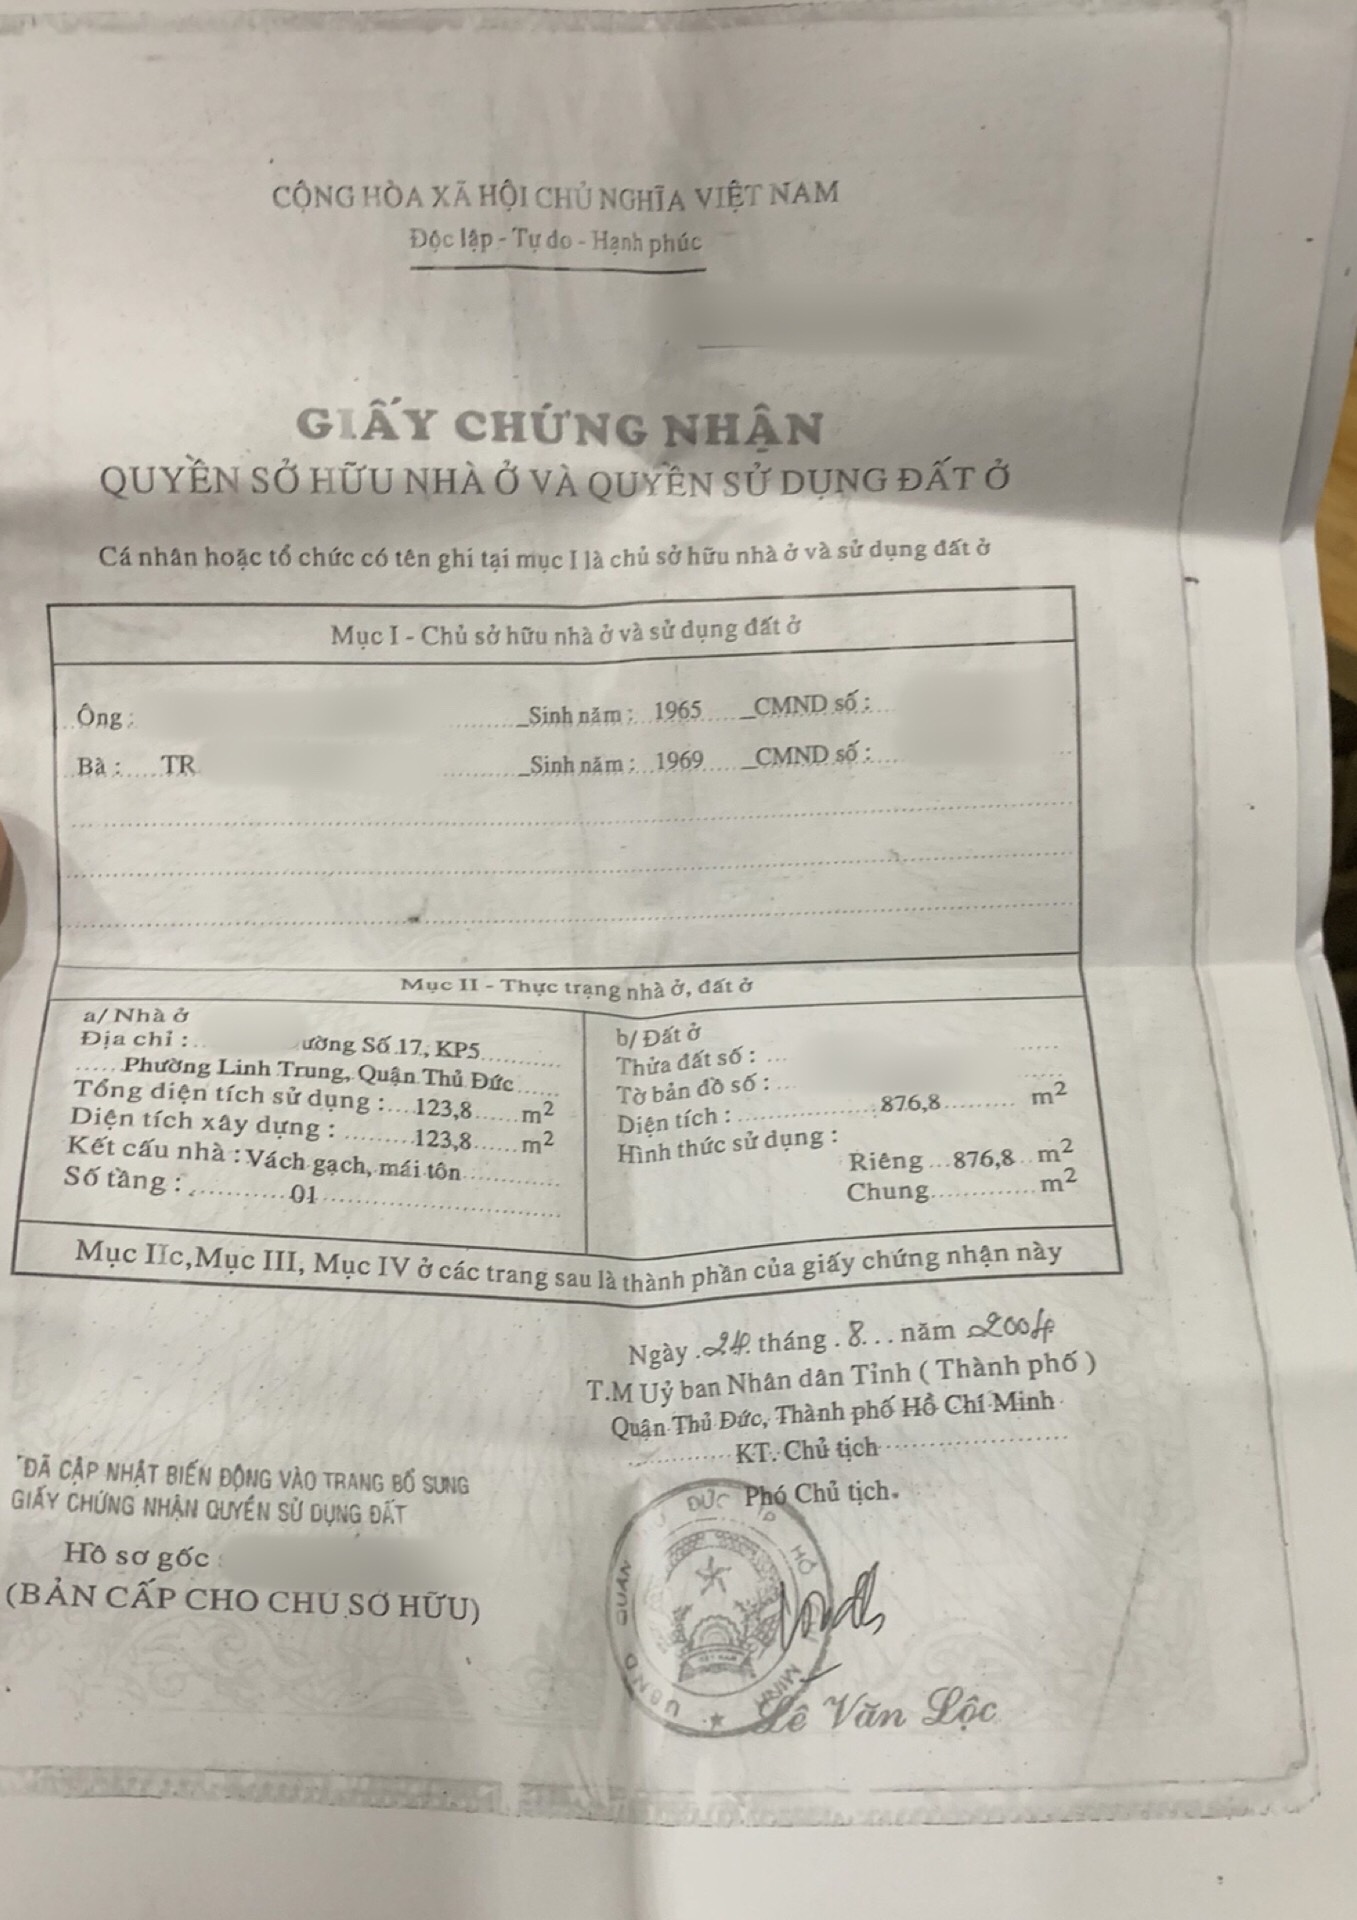 CỘNG HÒA XÃ HỘI CHỦ NGHĨA VIỆT NAM
Độc lập - Tự do - Hạnh phúc
GIẤY CHỨNG NHẬN
QUYỀN SỞ HỮU NHÀ Ở VÀ QUYỀN SỬ DỤNG ĐẤT Ở
Cá nhân hoặc tổ chức có tên ghi tại mục I là chủ sở hữu nhà ở và sử dụng đất ở
Mục I - Chủ sở hữu nhà ở và sử dụng đất ở
Ông : Sinh năm : 1965 CMND số :
Bà : TR Sinh năm : 1969 CMND số :
Mục II - Thực trạng nhà ở, đất ở
a/ Nhà ở
Địa chỉ : ường Số 17, KP5
Phường Linh Trung, Quận Thủ Đức
Tổng diện tích sử dụng : 123,8 m2
Diện tích xây dựng : 123,8 m2
Kết cấu nhà : Vách gạch, mái tôn
Số tầng : 01
b/ Đất ở
Thửa đất số :
Tờ bản đồ số :
Diện tích : 876,8 m2
Hình thức sử dụng :
Riêng 876,8 m2
Chung m2
Mục IIc, Mục III, Mục IV ở các trang sau là thành phần của giấy chứng nhận này
Ngày 24 tháng 8 năm 2004
T.M Uỷ ban Nhân dân Tỉnh ( Thành phố )
Quận Thủ Đức, Thành phố Hồ Chí Minh
KT. Chủ tịch
Phó Chủ tịch.
ĐÃ CẬP NHẬT BIẾN ĐỘNG VÀO TRANG BỔ SUNG
GIẤY CHỨNG NHẬN QUYỀN SỬ DỤNG ĐẤT
Hồ sơ gốc
(BẢN CẤP CHO CHỦ SỞ HỮU)
UBND QUẬN THỦ ĐỨC TP HỒ CHÍ MINH
Lê Văn Lộc